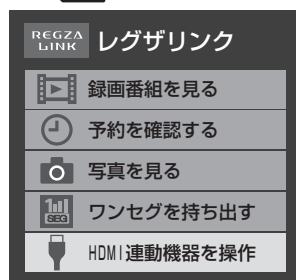 REGZA
LINK
レグザリンク
録画番組を見る
予約を確認する
写真を見る
1seg
ワンセグを持ち出す
HDMI連動機器を操作